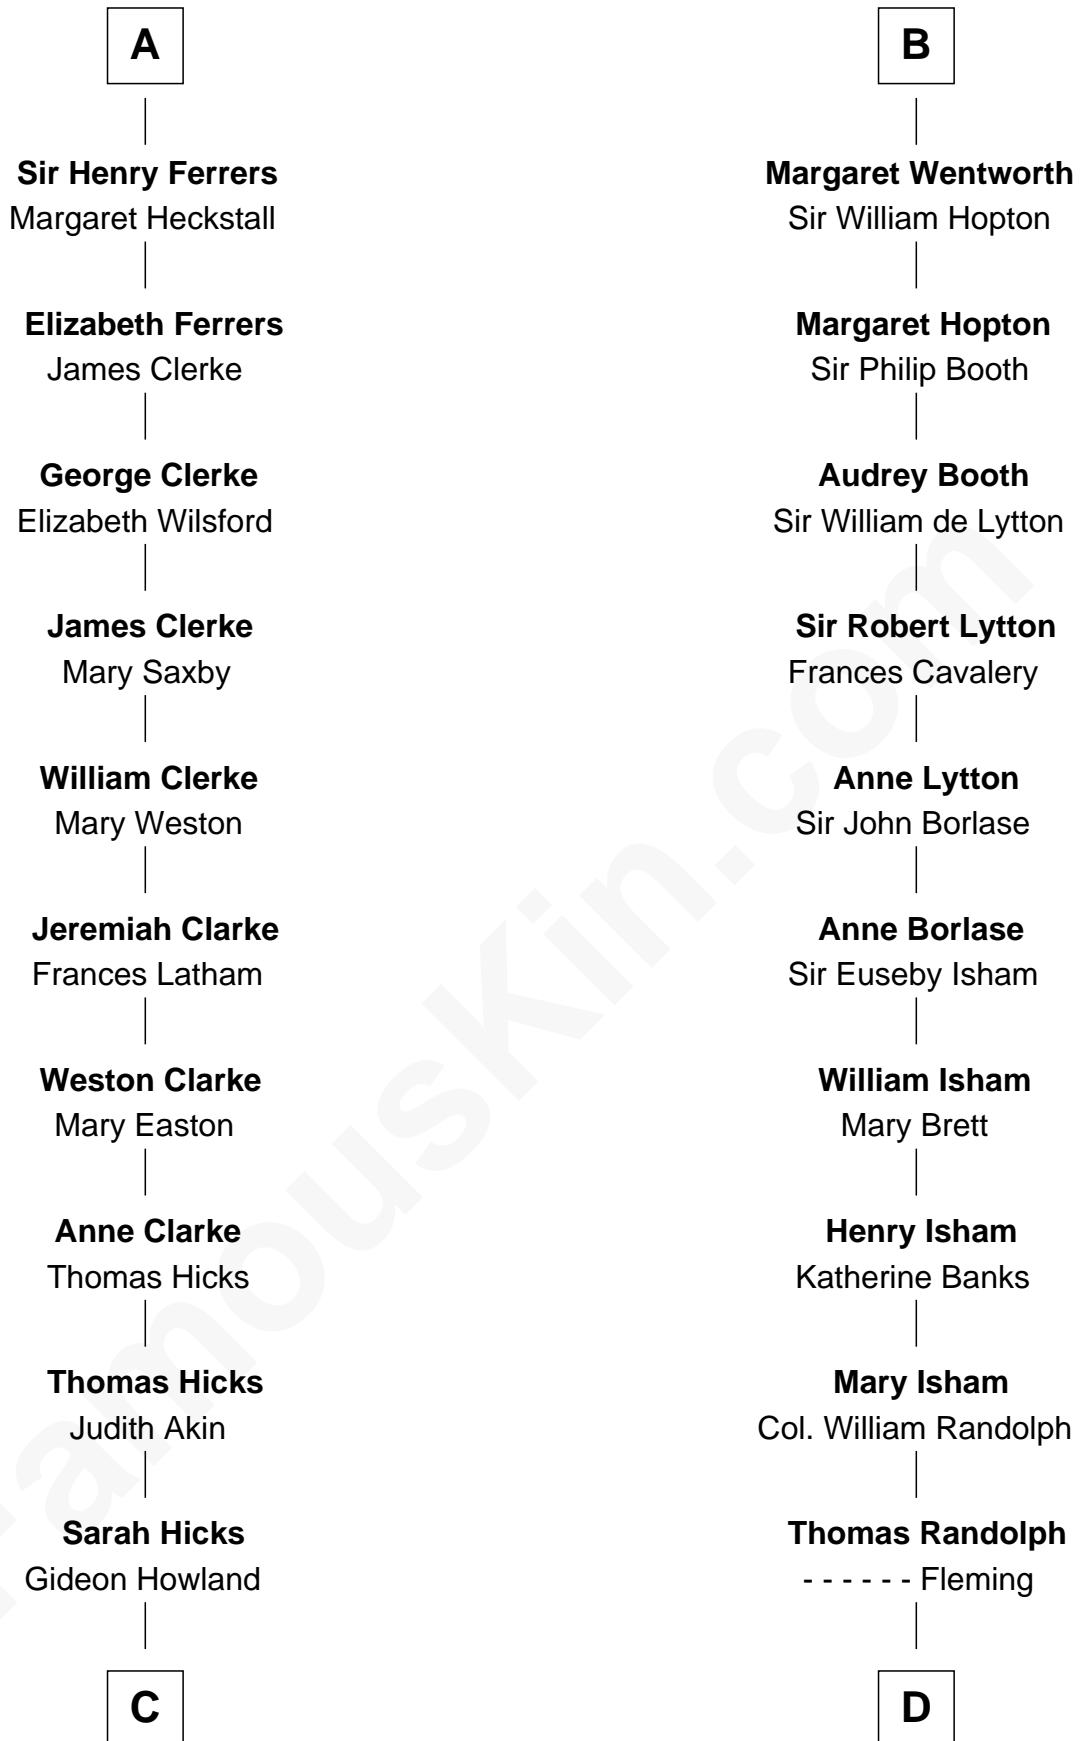 A
Sir Henry Ferrers
Margaret Heckstall
Elizabeth Ferrers
James Clerke
George Clerke
Elizabeth Wilsford
James Clerke
Mary Saxby
William Clerke
Mary Weston
Jeremiah Clarke
Frances Latham
Weston Clarke
Mary Easton
Anne Clarke
Thomas Hicks
Thomas Hicks
Judith Akin
Sarah Hicks
Gideon Howland
C
B
Margaret Wentworth
Sir William Hopton
Margaret Hopton
Sir Philip Booth
Audrey Booth
Sir William de Lytton
Sir Robert Lytton
Frances Cavalery
Anne Lytton
Sir John Borlase
Anne Borlase
Sir Euseby Isham
William Isham
Mary Brett
Henry Isham
Katherine Banks
Mary Isham
Col. William Randolph
Thomas Randolph
- - - - - - Fleming
D
FamousKin.com